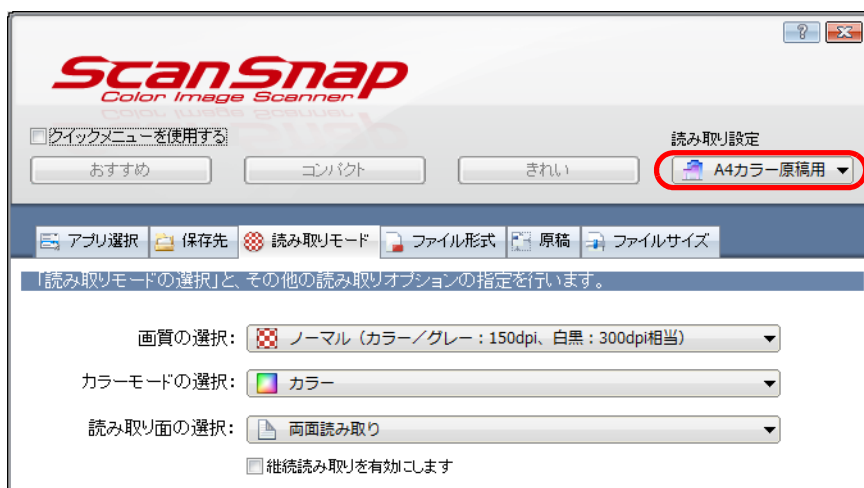 ScanSnap
Color Image Scanner
クイックメニューを使用する
読み取り設定
おすすめ
コンパクト
きれい
A4カラー原稿用
アプリ選択 保存先 読み取りモード ファイル形式 原稿 ファイルサイズ
「読み取りモードの選択」と、その他の読み取りオプションの指定を行います。
画質の選択: ノーマル（カラー／グレー：150dpi、白黒：300dpi相当）
カラーモードの選択: カラー
読み取り面の選択: 両面読み取り
継続読み取りを有効にします